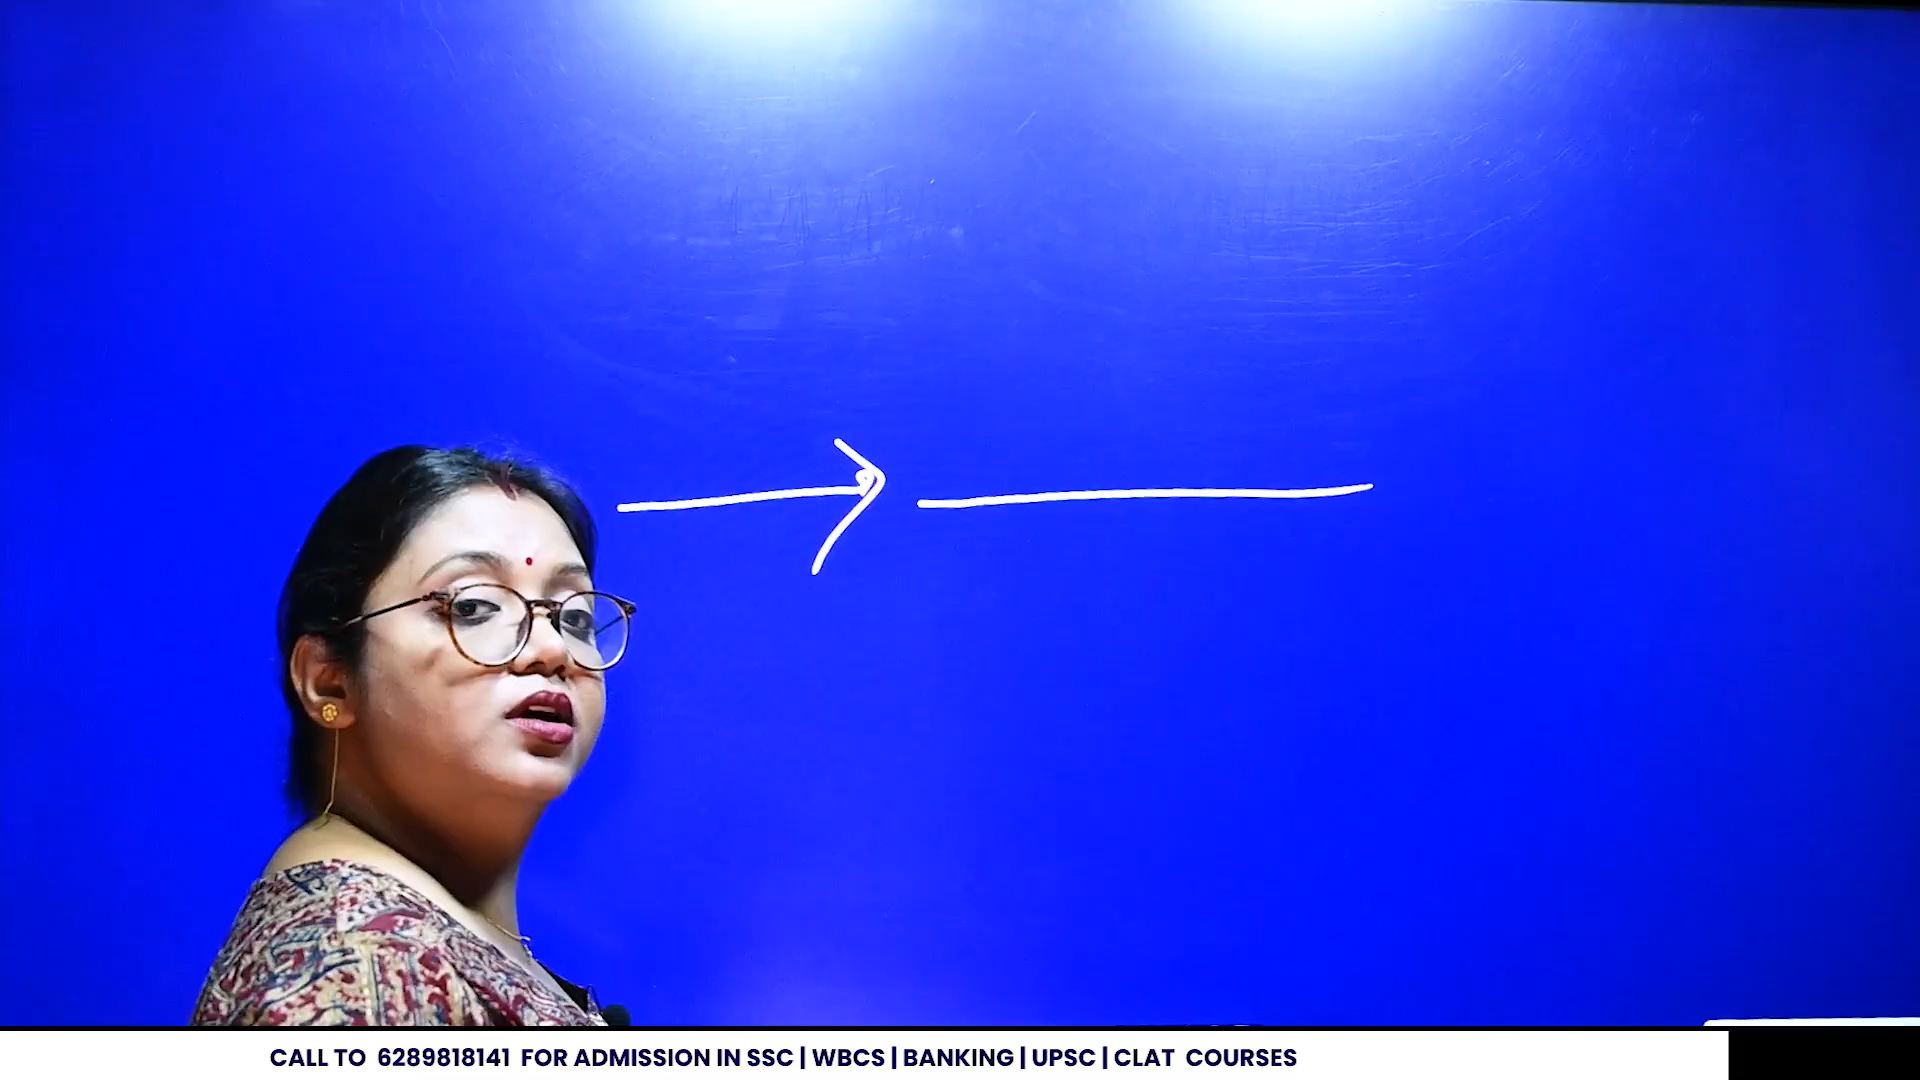 CALL TO 6289818141 FOR ADMISSION IN SSC | WBCS | BANKING | UPSC | CLAT COURSES